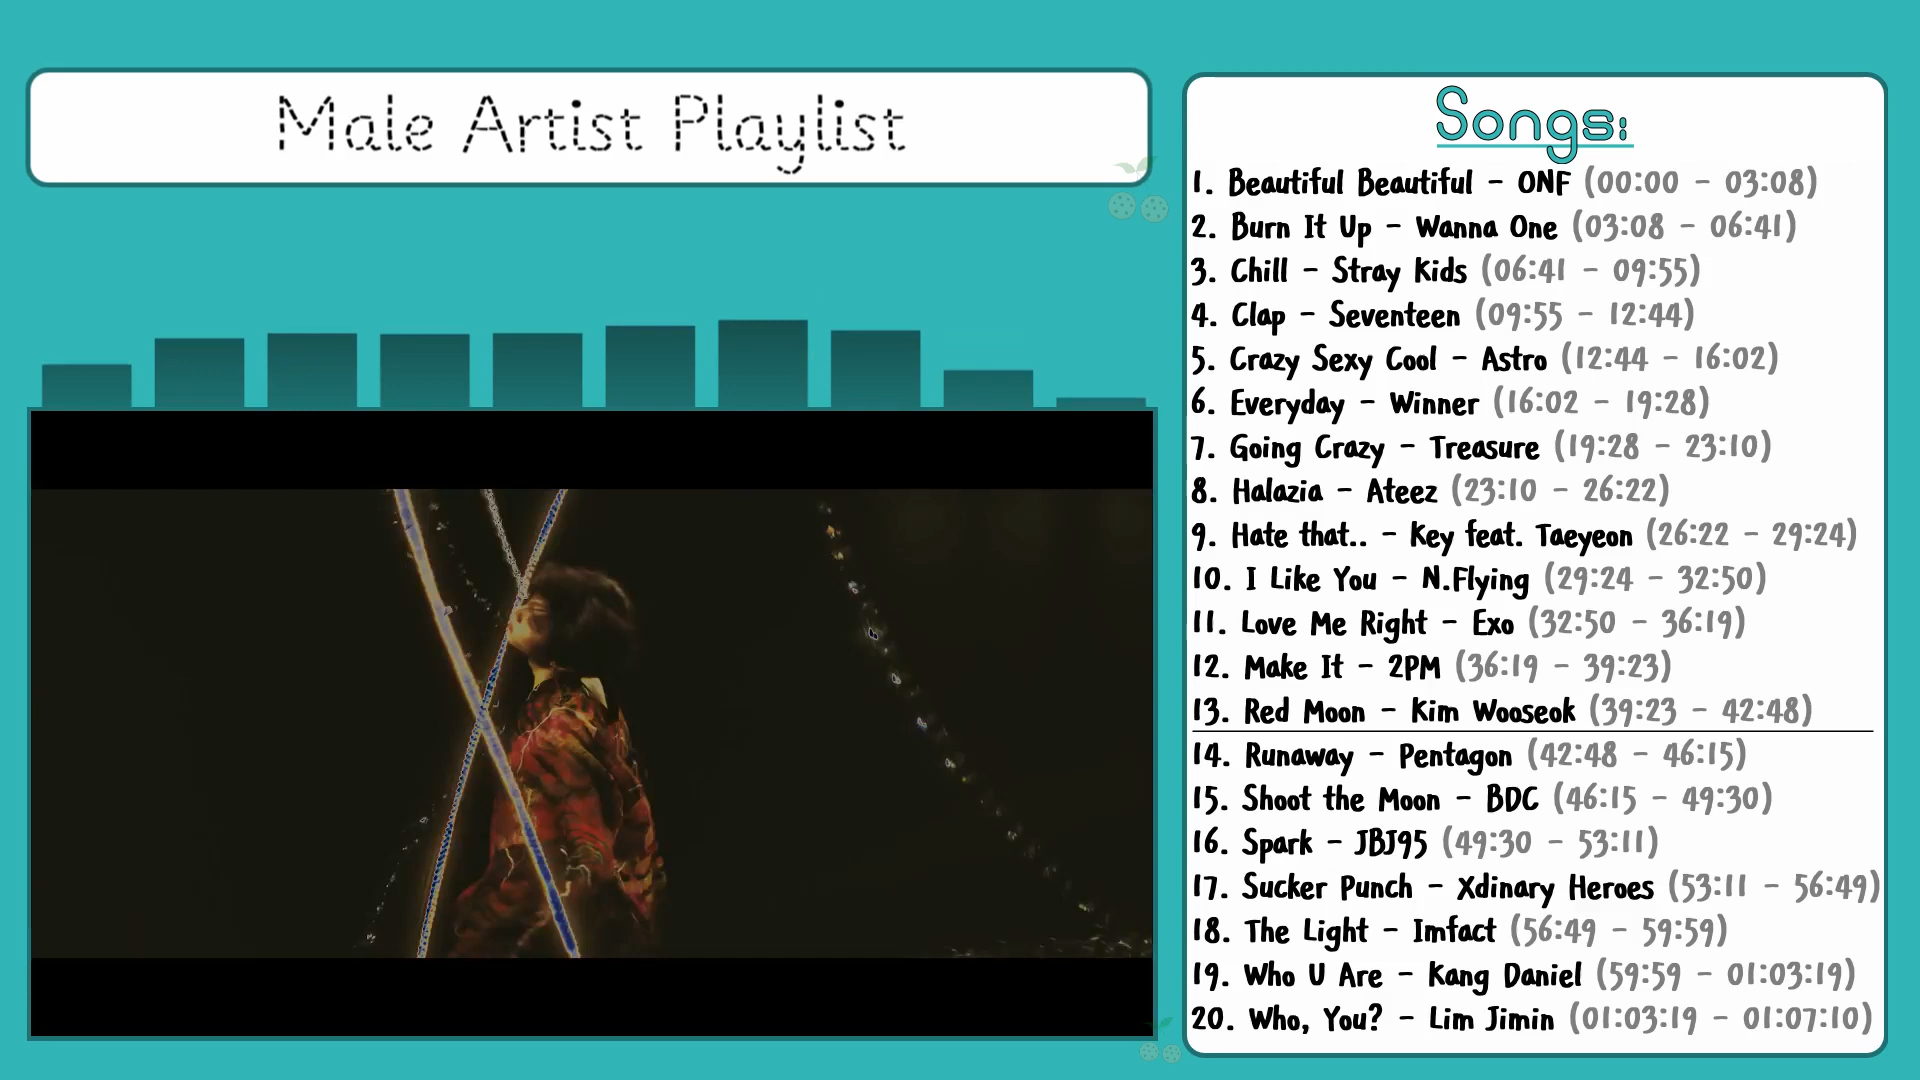 Male Artist Playlist
Songs:
1. Beautiful Beautiful - ONF (00:00 - 03:08)
2. Burn It Up - Wanna One (03:08 - 06:41)
3. Chill - Stray Kids (06:41 - 09:55)
4. Clap - Seventeen (09:55 - 12:44)
5. Crazy Sexy Cool - Astro (12:44 - 16:02)
6. Everyday - Winner (16:02 - 19:28)
7. Going Crazy - Treasure (19:28 - 23:10)
8. Halazia - Ateez (23:10 - 26:22)
9. Hate that.. - Key feat. Taeyeon (26:22 - 29:24)
10. I Like You - N.Flying (29:24 - 32:50)
11. Love Me Right - Exo (32:50 - 36:19)
12. Make It - 2PM (36:19 - 39:23)
13. Red Moon - Kim Wooseok (39:23 - 42:48)
14. Runaway - Pentagon (42:48 - 46:15)
15. Shoot the Moon - BDC (46:15 - 49:30)
16. Spark - JBJ95 (49:30 - 53:11)
17. Sucker Punch - Xdinary Heroes (53:11 - 56:49)
18. The Light - Imfact (56:49 - 59:59)
19. Who U Are - Kang Daniel (59:59 - 01:03:19)
20. Who, You? - Lim Jimin (01:03:19 - 01:07:10)